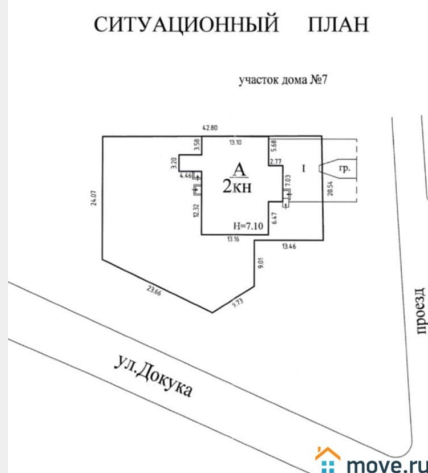 СИТУАЦИОННЫЙ ПЛАН
участок дома №7
42.80
3.58
13.10
5.68
3.20
2.77
А
I
гр.
2кн
4.46
7.03
24.07
20.54
12.32
6.47
Н=7.10
13.16
13.46
9.01
23.66
9.73
проезд
ул.Докука
move.ru